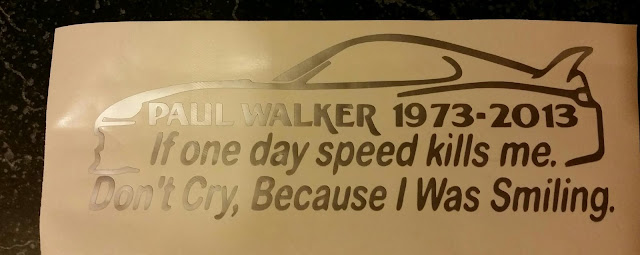 PAUL WALKER 1973-2013
If one day speed kills me.
Don't Cry, Because I Was Smiling.